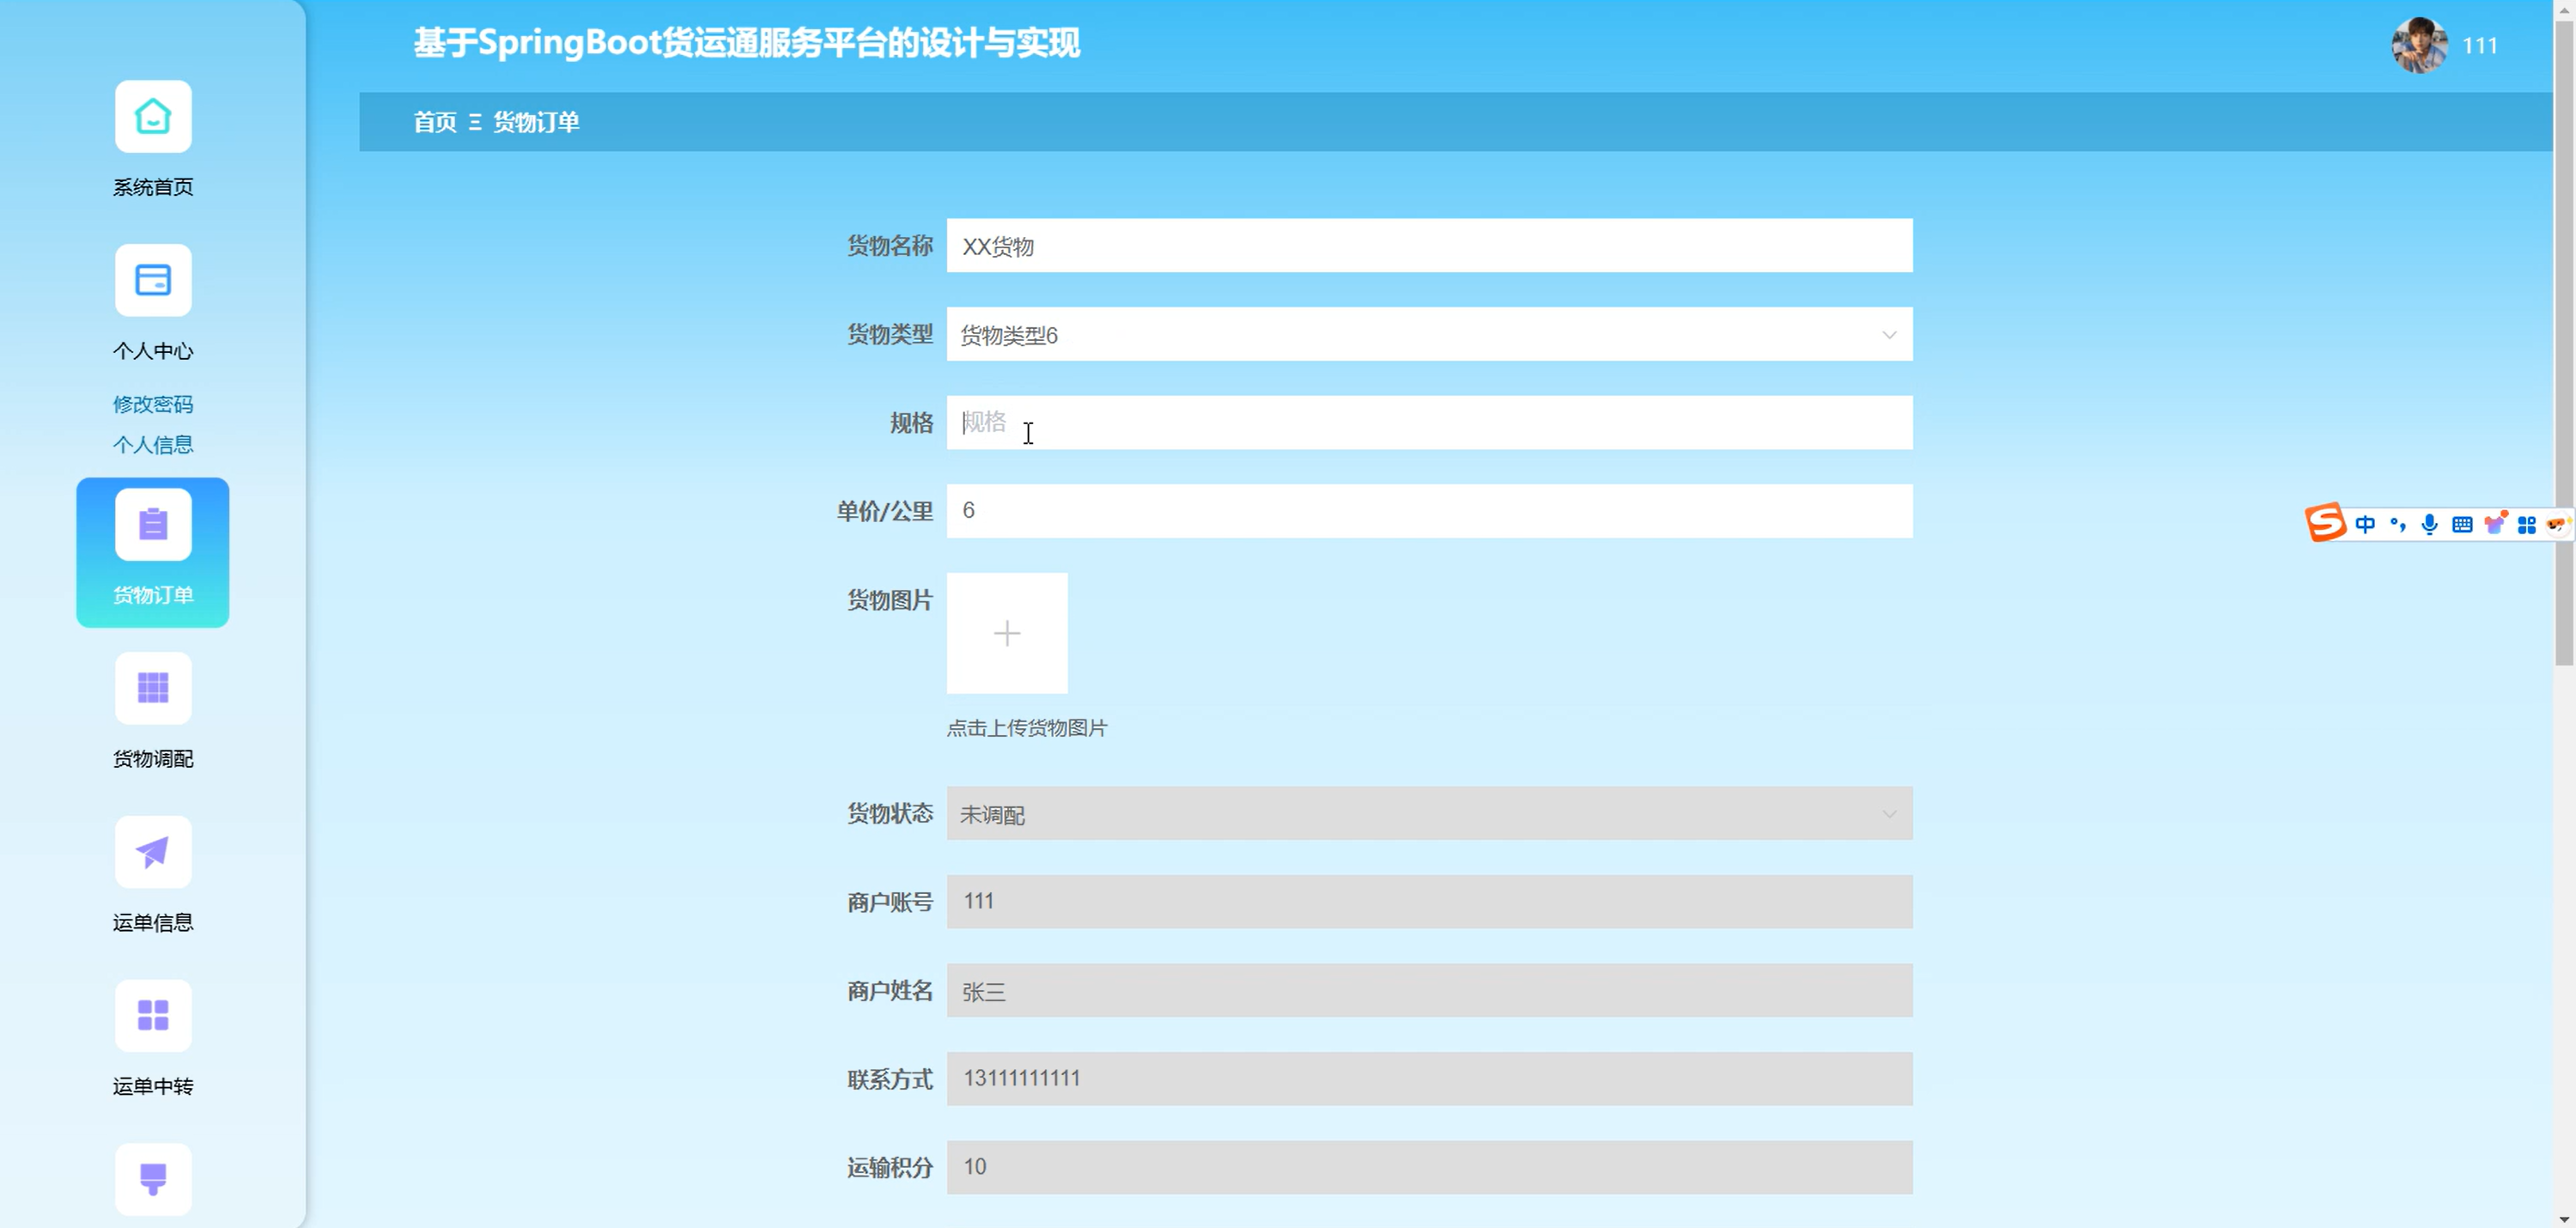 基于SpringBoot货运通服务平台的设计与实现
111
首页 Ξ 货物订单
系统首页
个人中心
修改密码
个人信息
货物订单
货物调配
运单信息
运单中转
货物名称 XX货物
货物类型 货物类型6
规格 规格
单价/公里 6
货物图片
点击上传货物图片
货物状态 未调配
商户账号 111
商户姓名 张三
联系方式 13111111111
运输积分 10
S 中 °,